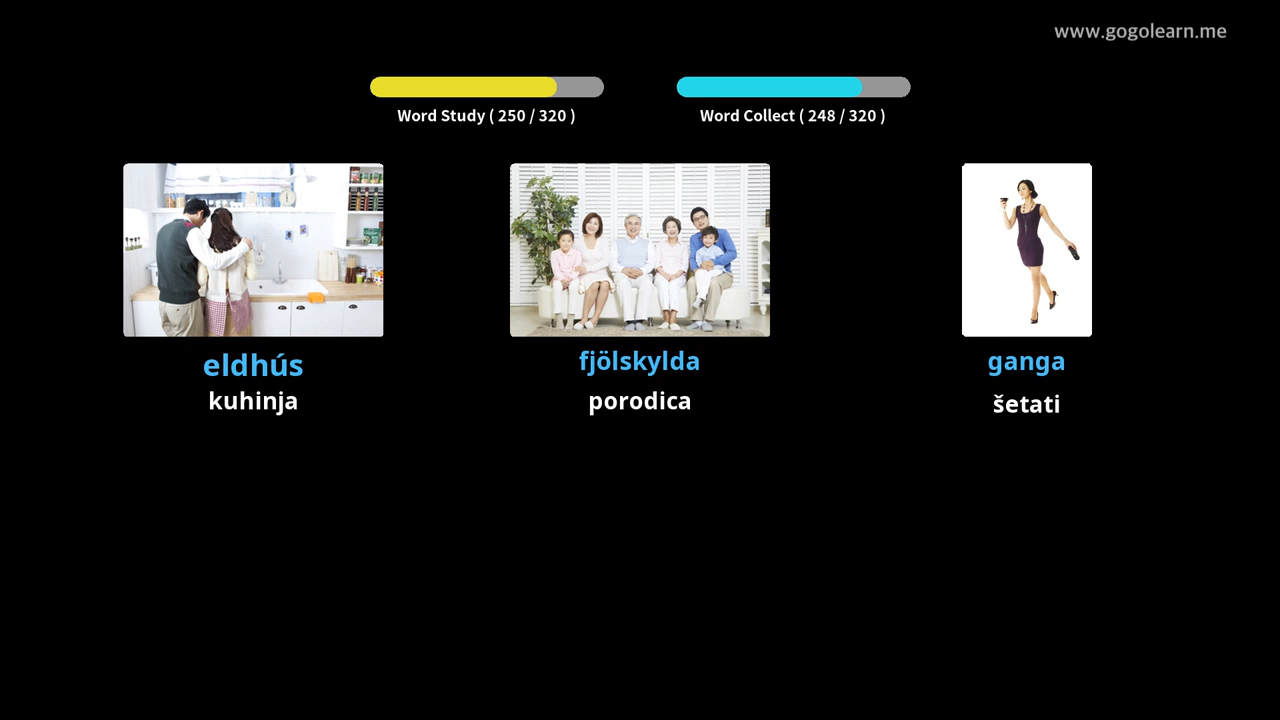 www.gogolearn.me
Word Study ( 250 / 320 )
Word Collect ( 248 / 320 )
eldhús
kuhinja
fjölskylda
porodica
ganga
šetati